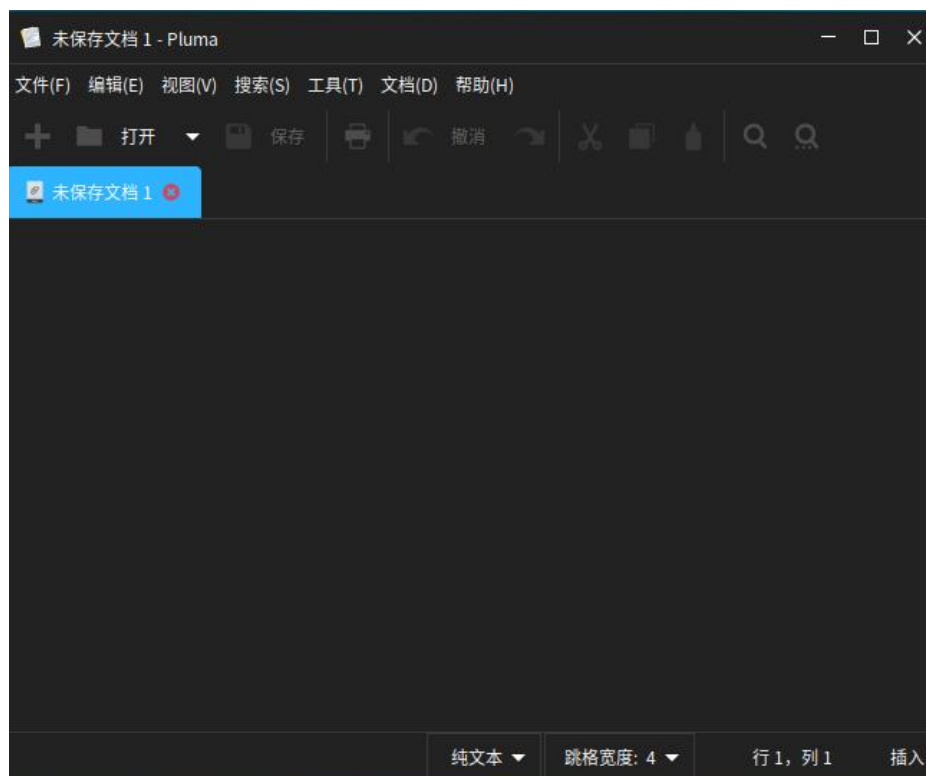 未保存文档 1 - Pluma
文件(F) 编辑(E) 视图(V) 搜索(S) 工具(T) 文档(D) 帮助(H)
打开 保存 撤消
未保存文档 1
纯文本 跳格宽度: 4 行 1，列 1 插入